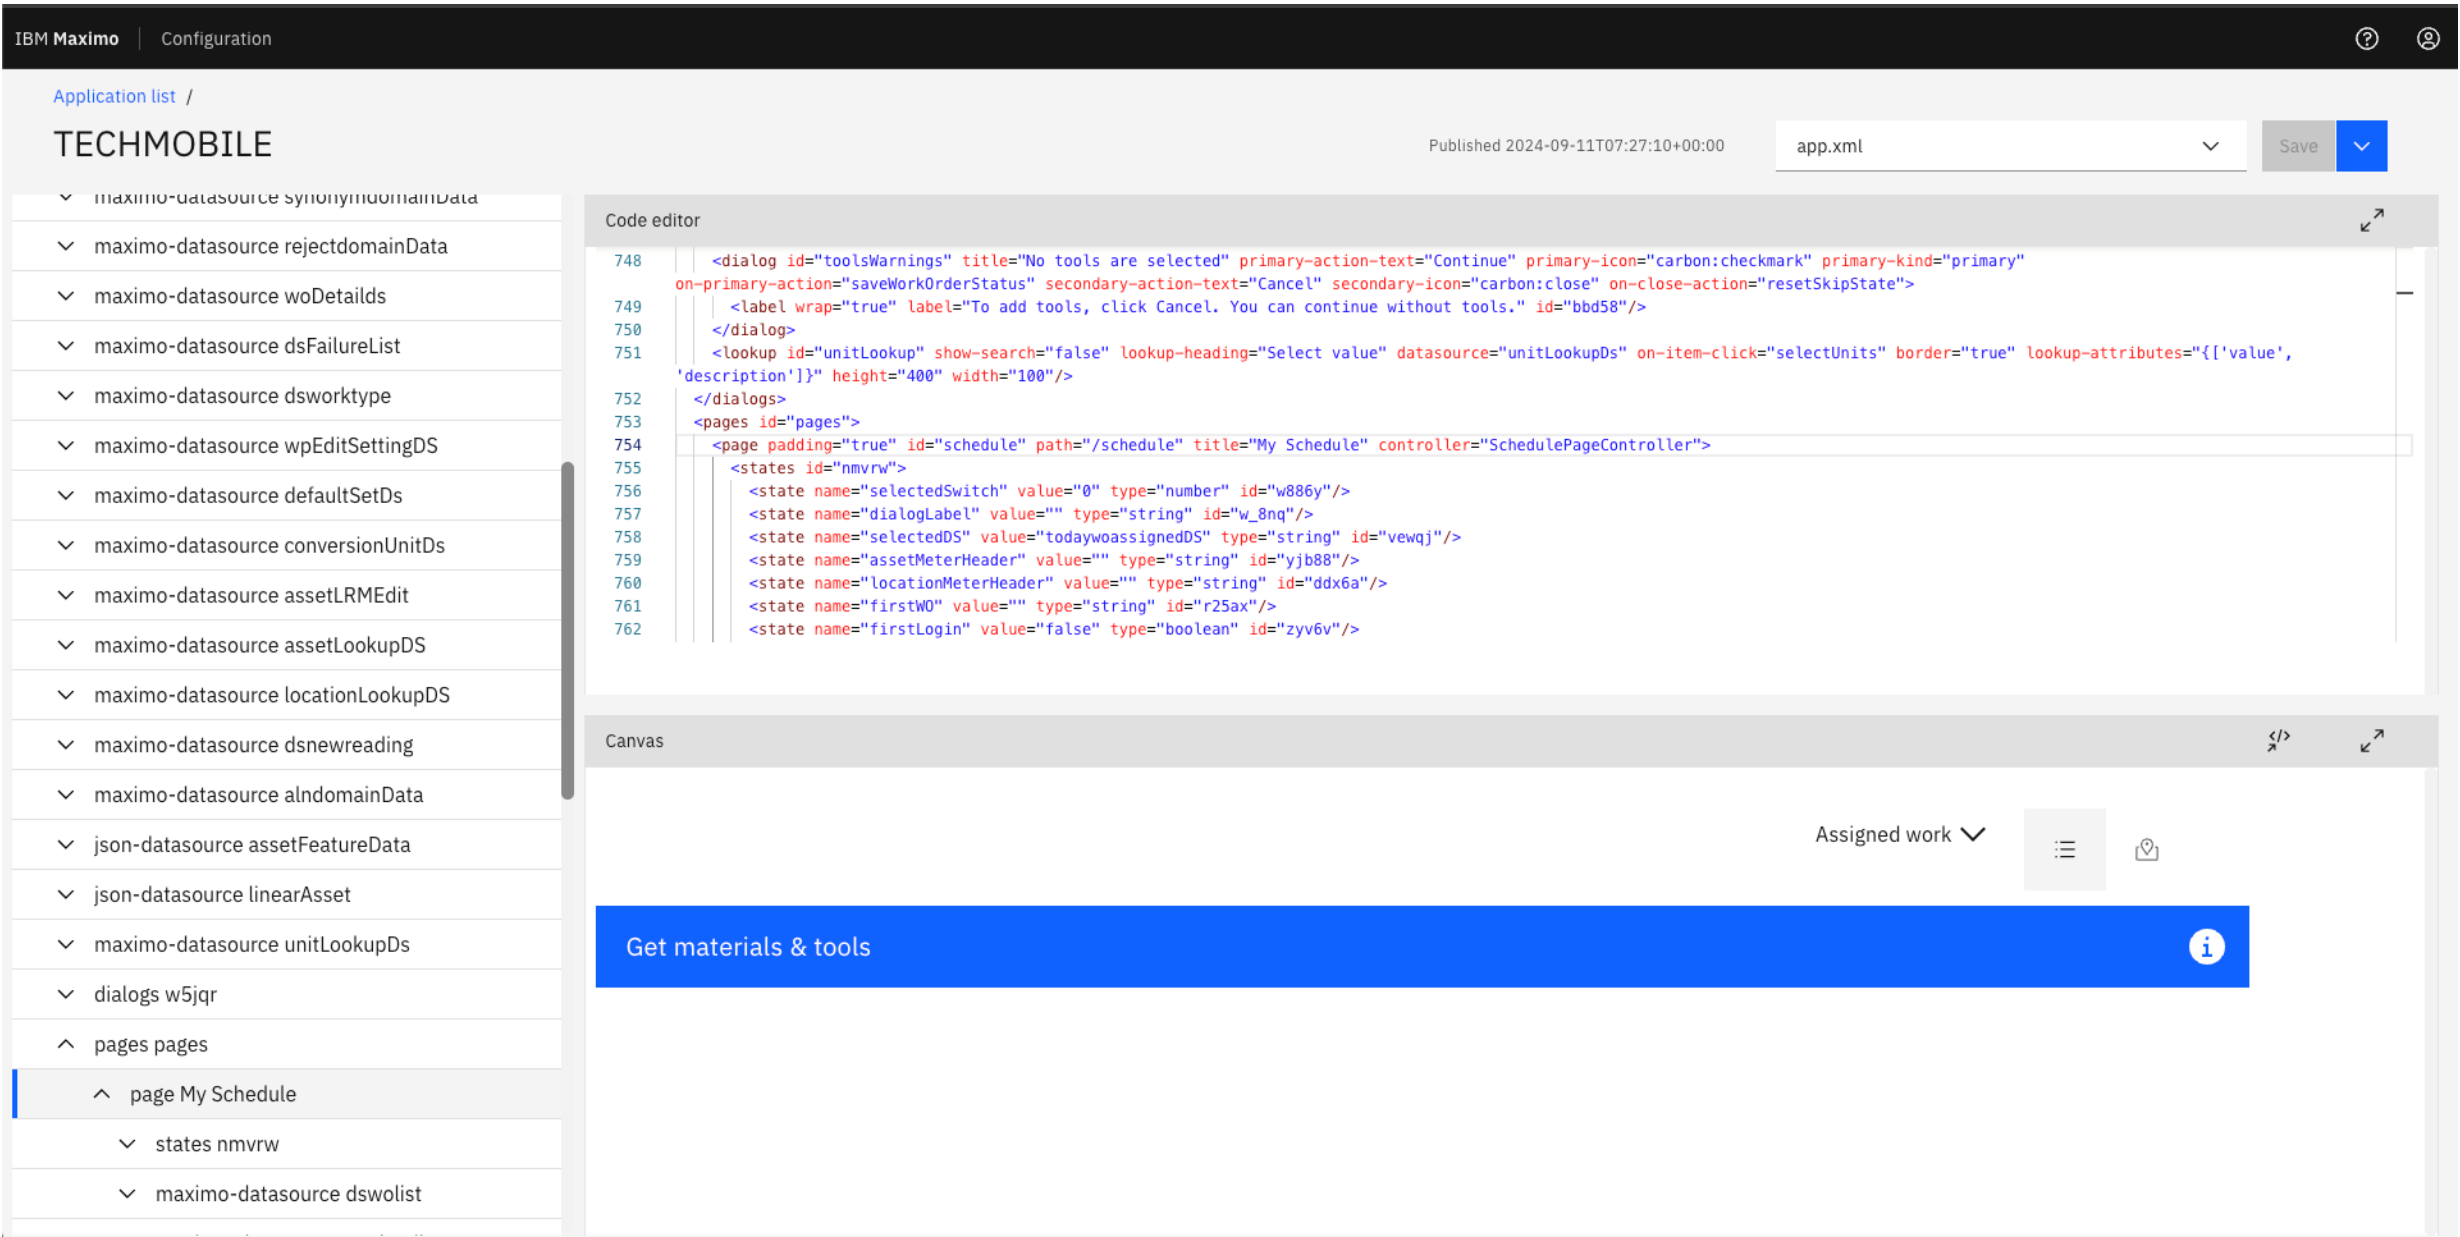 IBM Maximo
Configuration
Application list /
TECHMOBILE
Published 2024-09-11T07:27:10+00:00
app.xml
Save
maximo-datasource synonymdomainData
maximo-datasource rejectdomainData
maximo-datasource woDetailds
maximo-datasource dsFailureList
maximo-datasource dsworktype
maximo-datasource wpEditSettingDS
maximo-datasource defaultSetDs
maximo-datasource conversionUnitDs
maximo-datasource assetLRMEdit
maximo-datasource assetLookupDS
maximo-datasource locationLookupDS
maximo-datasource dsnewreading
maximo-datasource alndomainData
json-datasource assetFeatureData
json-datasource linearAsset
maximo-datasource unitLookupDs
dialogs w5jqr
pages pages
page My Schedule
states nmvrw
maximo-datasource dswolist
Code editor
748 <dialog id="toolsWarnings" title="No tools are selected" primary-action-text="Continue" primary-icon="carbon:checkmark" primary-kind="primary"
on-primary-action="saveWorkOrderStatus" secondary-action-text="Cancel" secondary-icon="carbon:close" on-close-action="resetSkipState">
749 <label wrap="true" label="To add tools, click Cancel. You can continue without tools." id="bbd58"/>
750 </dialog>
751 <lookup id="unitLookup" show-search="false" lookup-heading="Select value" datasource="unitLookupDs" on-item-click="selectUnits" border="true" lookup-attributes="{['value',
'description']}" height="400" width="100"/>
752 </dialogs>
753 <pages id="pages">
754 <page padding="true" id="schedule" path="/schedule" title="My Schedule" controller="SchedulePageController">
755 <states id="nmvrw">
756 <state name="selectedSwitch" value="0" type="number" id="w886y"/>
757 <state name="dialogLabel" value="" type="string" id="w_8nq"/>
758 <state name="selectedDS" value="todaywoassignedDS" type="string" id="vewqj"/>
759 <state name="assetMeterHeader" value="" type="string" id="yjb88"/>
760 <state name="locationMeterHeader" value="" type="string" id="ddx6a"/>
761 <state name="firstWO" value="" type="string" id="r25ax"/>
762 <state name="firstLogin" value="false" type="boolean" id="zyv6v"/>
Canvas
Assigned work
Get materials & tools